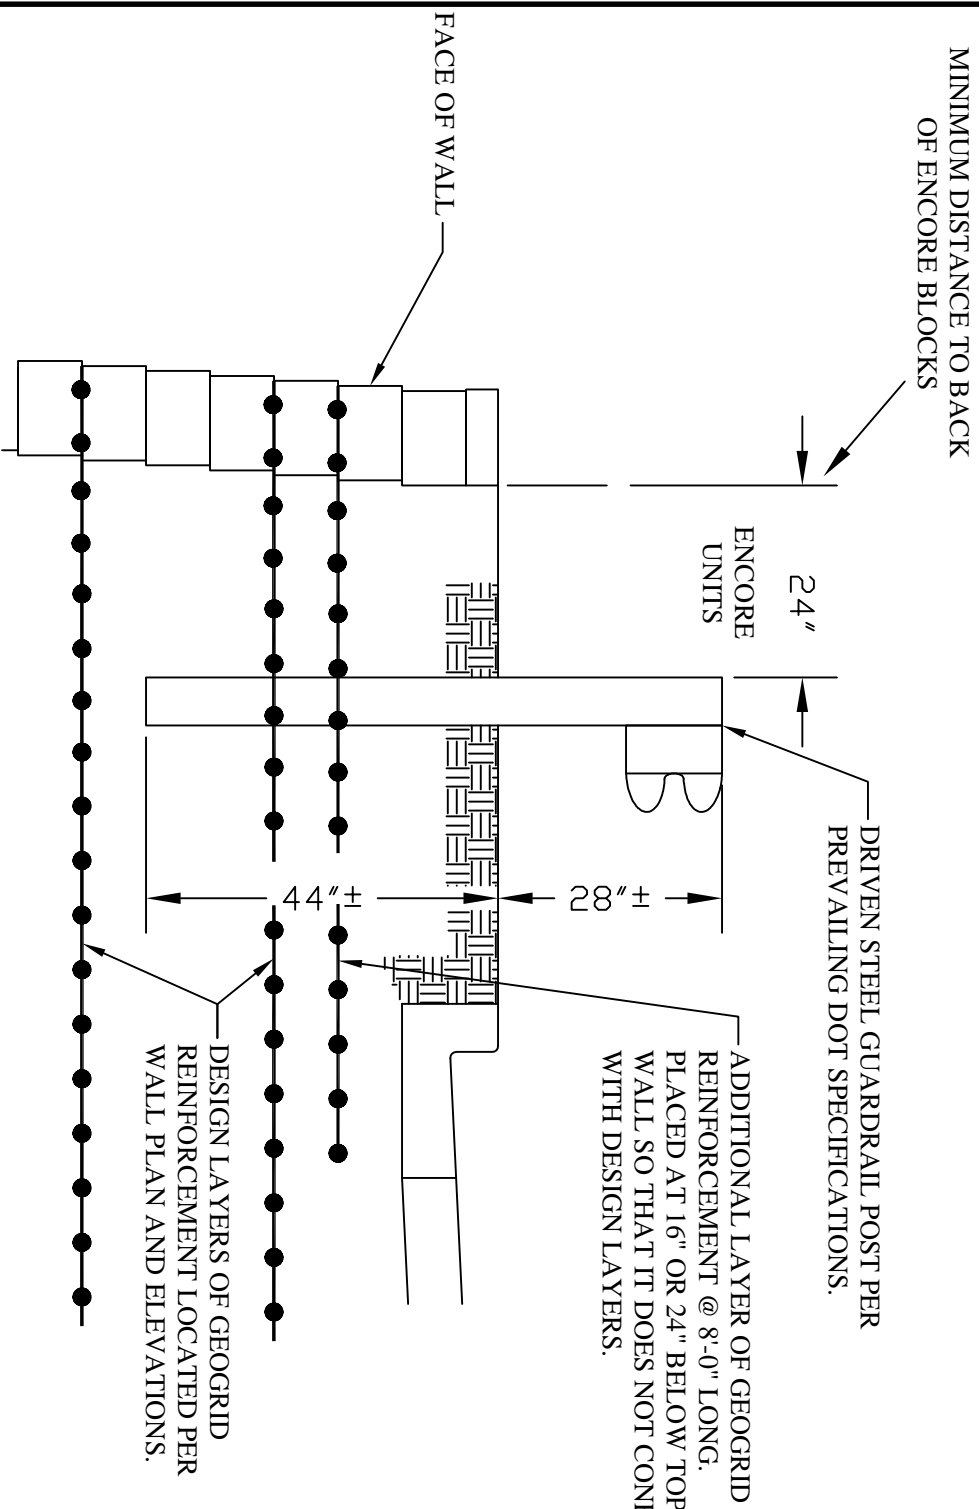 MINIMUM DISTANCE TO BACK
OF ENCORE BLOCKS
24"
ENCORE
UNITS
FACE OF WALL
DRIVEN STEEL GUARDRAIL POST PER
PREVAILING DOT SPECIFICATIONS.
28"±
44"±
ADDITIONAL LAYER OF GEOGRID
REINFORCEMENT @ 8'-0" LONG.
PLACED AT 16" OR 24" BELOW TOP
WALL SO THAT IT DOES NOT
WITH DESIGN LAYERS.
DESIGN LAYERS OF GEOGRID
REINFORCEMENT LOCATED PER
WALL PLAN AND ELEVATIONS.